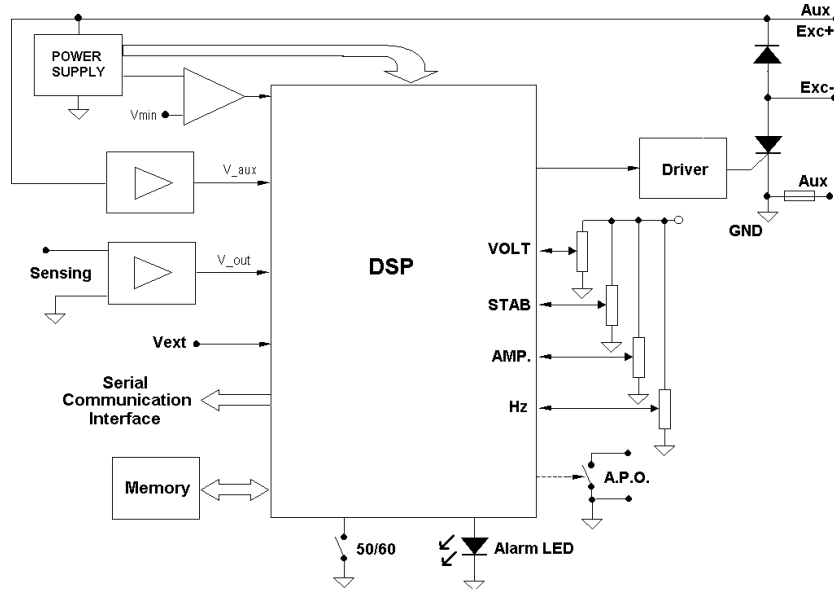 Aux
Exc+
POWER
SUPPLY
Exc-
Vmin
V_aux
Driver
Aux
GND
VOLT
DSP
V_out
Sensing
STAB
Vext
AMP.
Serial
Communication
Interface
Hz
Memory
A.P.O.
50/60
Alarm LED